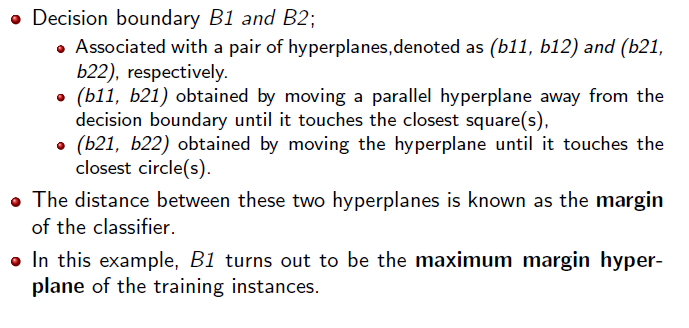 Decision boundary B1 and B2;
Associated with a pair of hyperplanes,denoted as (b11, b12) and (b21,
b22), respectively.
(b11, b21) obtained by moving a parallel hyperplane away from the
decision boundary until it touches the closest square(s),
(b21, b22) obtained by moving the hyperplane until it touches the
closest circle(s).
The distance between these two hyperplanes is known as the margin
of the classifier.
In this example, B1 turns out to be the maximum margin hyper-
plane of the training instances.